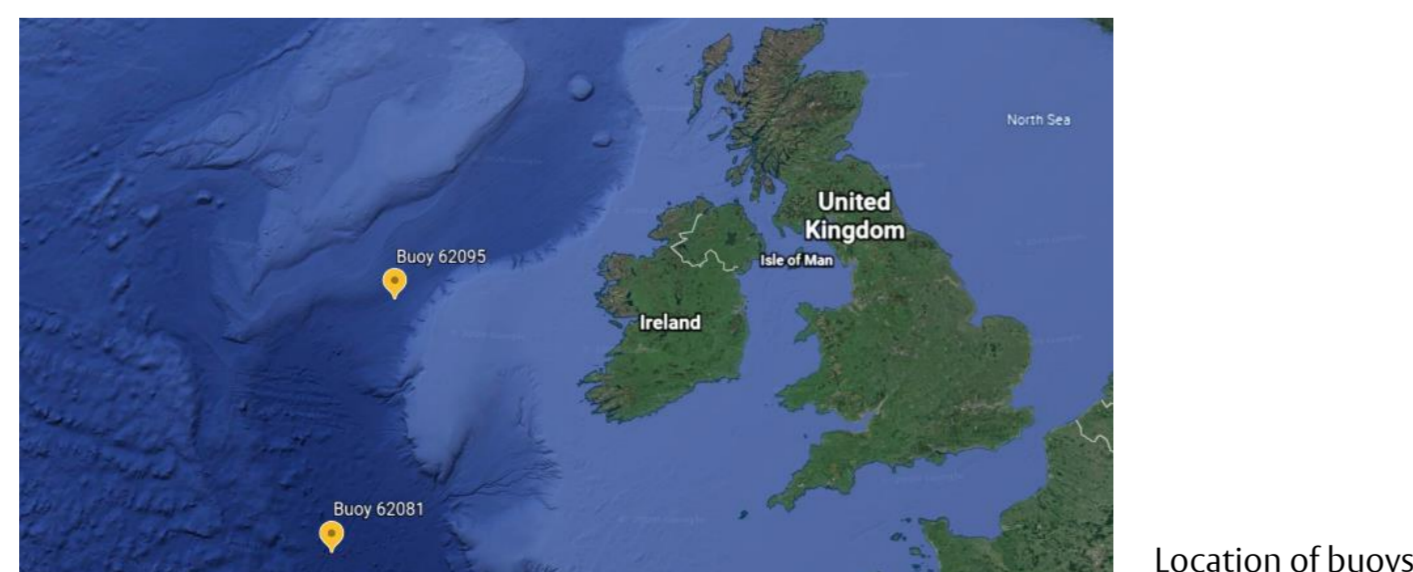 North Sea
United
Kingdom
Isle of Man
Buoy 62095
Ireland
Buoy 62081
Location of buoys